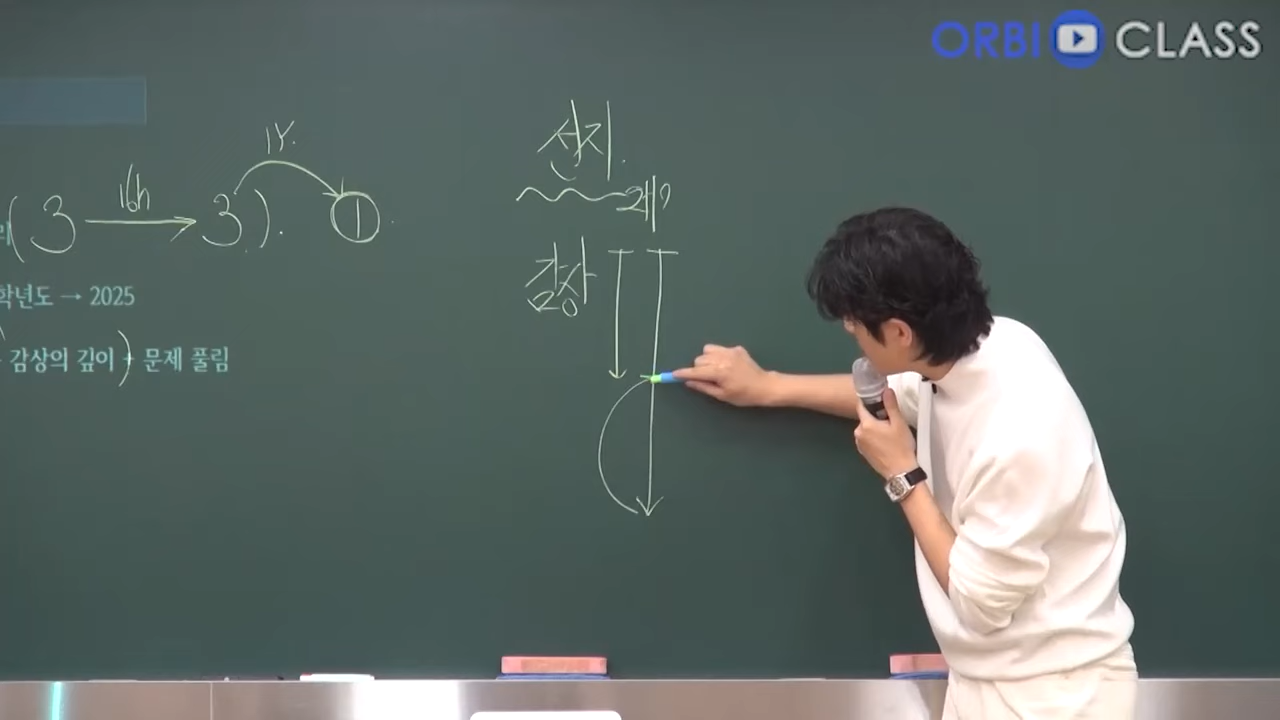 ORBI CLASS
1Y.
선지.
(3 16h → 3). ①.
감상
학년도 → 2025
감상의 깊이 → 문제 풀림